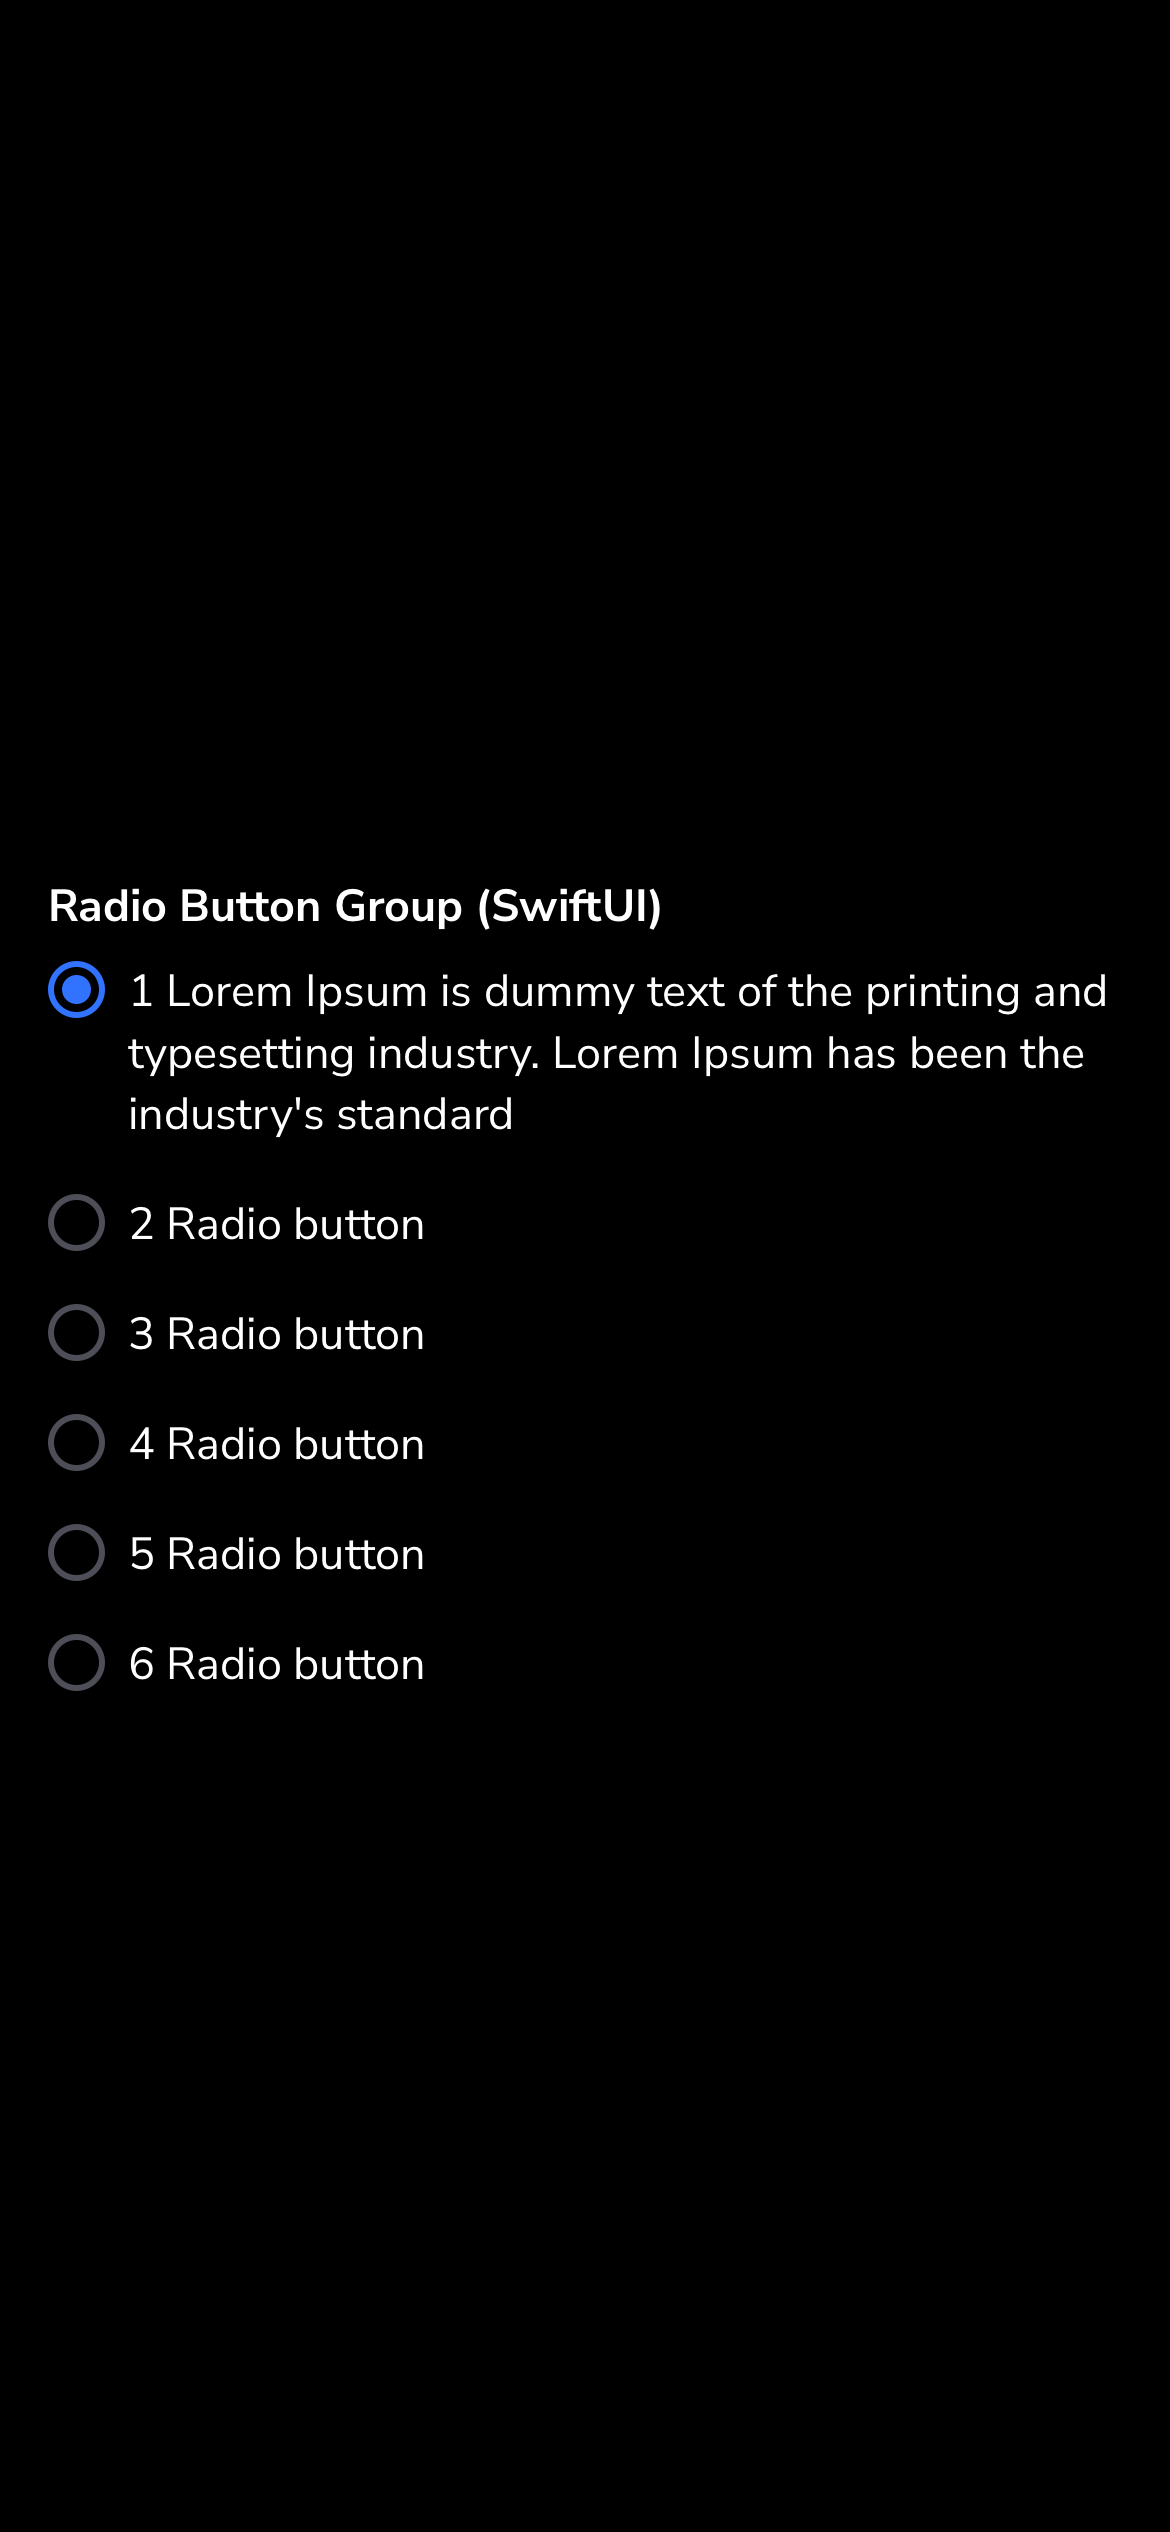 Radio Button Group (SwiftUI)
1 Lorem Ipsum is dummy text of the printing and
typesetting industry. Lorem Ipsum has been the
industry's standard
2 Radio button
3 Radio button
4 Radio button
5 Radio button
6 Radio button